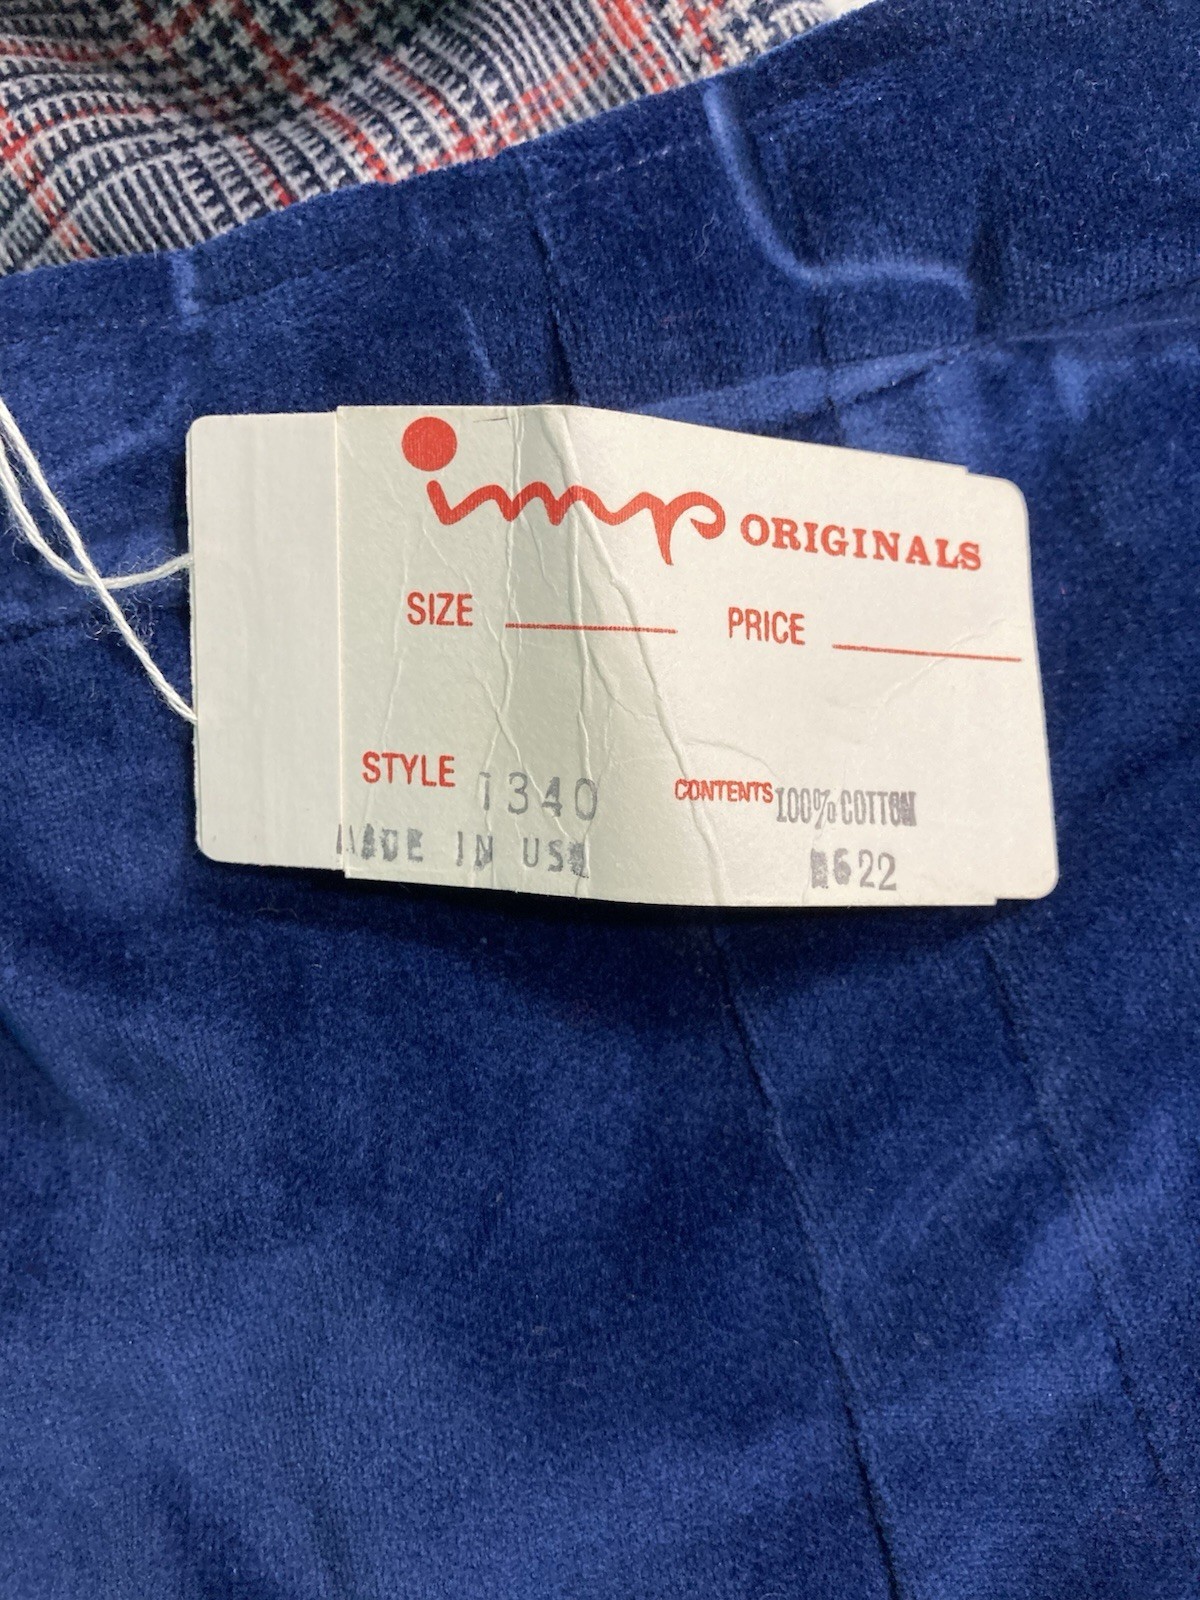 imp ORIGINALS
SIZE PRICE
STYLE 1340 CONTENTS 100% COTTON
MADE IN USA